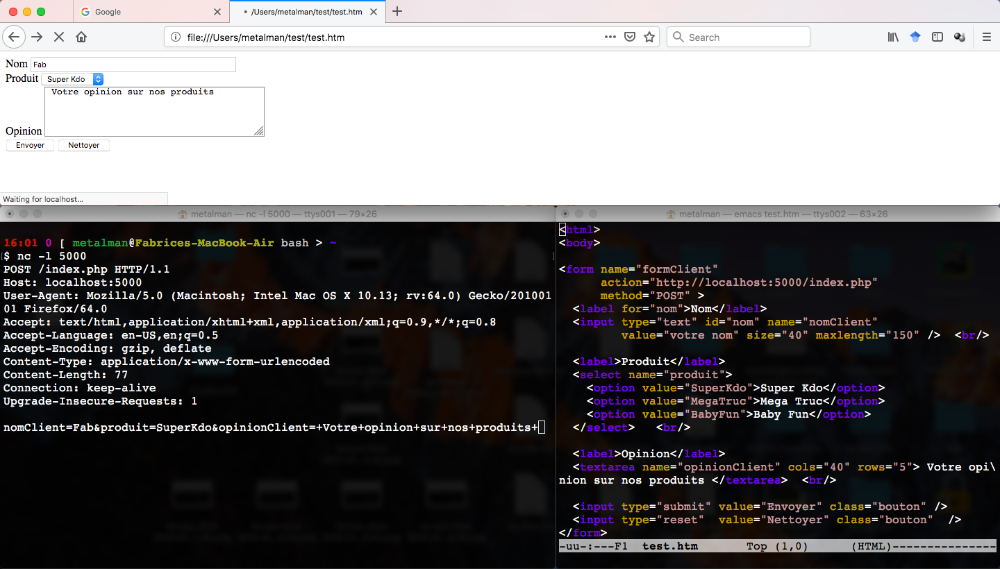 Google
/Users/metalman/test/test.htm
file:///Users/metalman/test/test.htm
Search
Nom Fab
Produit Super Kdo
Votre opinion sur nos produits
Opinion
Envoyer Nettoyer
Waiting for localhost...
metalman — nc -l 5000 — ttys001 — 79×26
16:01 0 [ metalman@Fabrices-MacBook-Air bash > ~
$ nc -l 5000
POST /index.php HTTP/1.1
Host: localhost:5000
User-Agent: Mozilla/5.0 (Macintosh; Intel Mac OS X 10.13; rv:64.0) Gecko/201001
01 Firefox/64.0
Accept: text/html,application/xhtml+xml,application/xml;q=0.9,*/*;q=0.8
Accept-Language: en-US,en;q=0.5
Accept-Encoding: gzip, deflate
Content-Type: application/x-www-form-urlencoded
Content-Length: 77
Connection: keep-alive
Upgrade-Insecure-Requests: 1
nomClient=Fab&produit=SuperKdo&opinionClient=+Votre+opinion+sur+nos+produits+
metalman — emacs test.htm — ttys002 — 63×26
<html>
<body>
<form name="formClient"
action="http://localhost:5000/index.php"
method="POST" >
<label for="nom">Nom</label>
<input type="text" id="nom" name="nomClient"
value="votre nom" size="40" maxlength="150" /> <br/>
<label>Produit</label>
<select name="produit">
<option value="SuperKdo">Super Kdo</option>
<option value="MegaTruc">Mega Truc</option>
<option value="BabyFun">Baby Fun</option>
</select> <br/>
<label>Opinion</label>
<textarea name="opinionClient" cols="40" rows="5"> Votre opi\
nion sur nos produits </textarea> <br/>
<input type="submit" value="Envoyer" class="bouton" />
<input type="reset" value="Nettoyer" class="bouton" />
</form>
-uu-:---F1 test.htm Top (1,0) (HTML)---------------